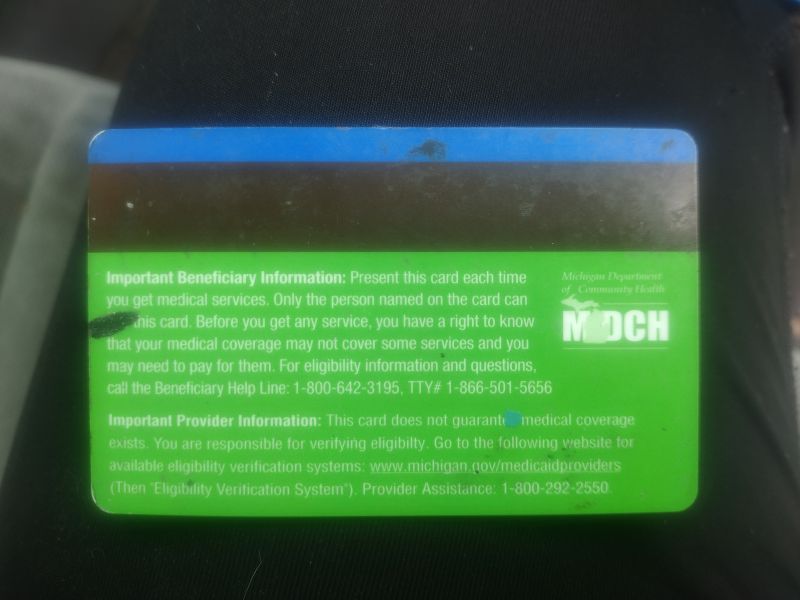 Important Beneficiary Information: Present this card each time
you get medical services. Only the person named on the card can
this card. Before you get any service, you have a right to know
that your medical coverage may not cover some services and you
may need to pay for them. For eligibility information and questions,
call the Beneficiary Help Line: 1-800-642-3195, TTY# 1-866-501-5656
Michigan Department
of Community Health
MDCH
Important Provider Information: This card does not guarant medical coverage
exists. You are responsible for verifying eligibilty. Go to the following website for
available eligibility verification systems: www.michigan.gov/medicaidproviders
(Then "Eligibility Verification System"). Provider Assistance: 1-800-292-2550.